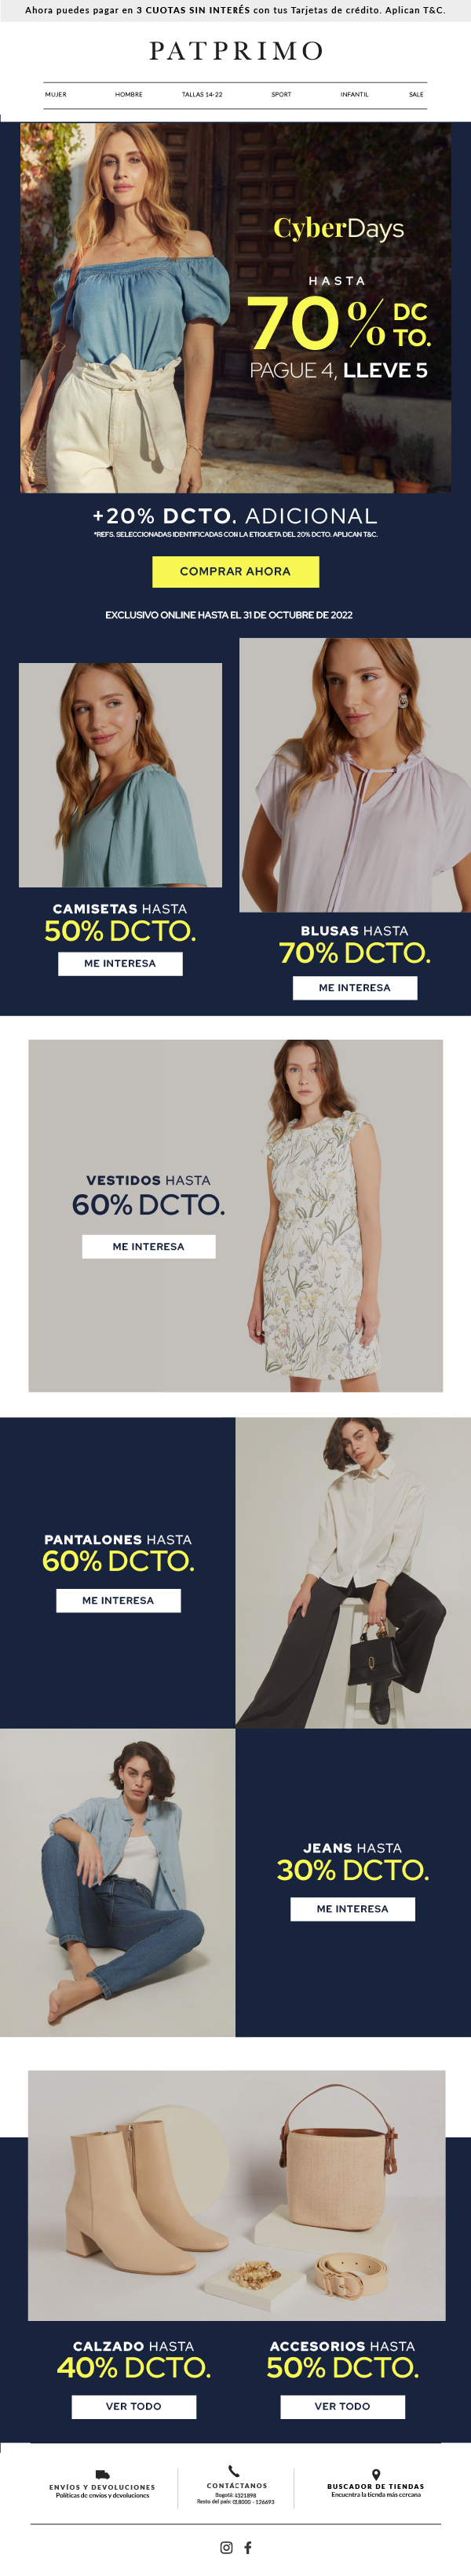 Ahora puedes pagar en 3 CUOTAS SIN INTERÉS con tus Tarjetas de crédito. Aplican T&C.
PATPRIMO
MUJER HOMBRE TALLAS 14-22 SPORT INFANTIL SALE
CyberDays
HASTA
70% DCTO.
PAGUE 4, LLEVE 5
+20% DCTO. ADICIONAL
*REFS. SELECCIONADAS IDENTIFICADAS CON LA ETIQUETA DEL 20% DCTO. APLICAN T&C.
COMPRAR AHORA
EXCLUSIVO ONLINE HASTA EL 31 DE OCTUBRE DE 2022
CAMISETAS HASTA
50% DCTO.
ME INTERESA
BLUSAS HASTA
70% DCTO.
ME INTERESA
VESTIDOS HASTA
60% DCTO.
ME INTERESA
PANTALONES HASTA
60% DCTO.
ME INTERESA
JEANS HASTA
30% DCTO.
ME INTERESA
CALZADO HASTA
40% DCTO.
VER TODO
ACCESORIOS HASTA
50% DCTO.
VER TODO
ENVÍOS Y DEVOLUCIONES
Políticas de envíos y devoluciones
CONTÁCTANOS
Bogotá: 4321898
Resto del país: 018000 - 126693
BUSCADOR DE TIENDAS
Encuentra la tienda más cercana